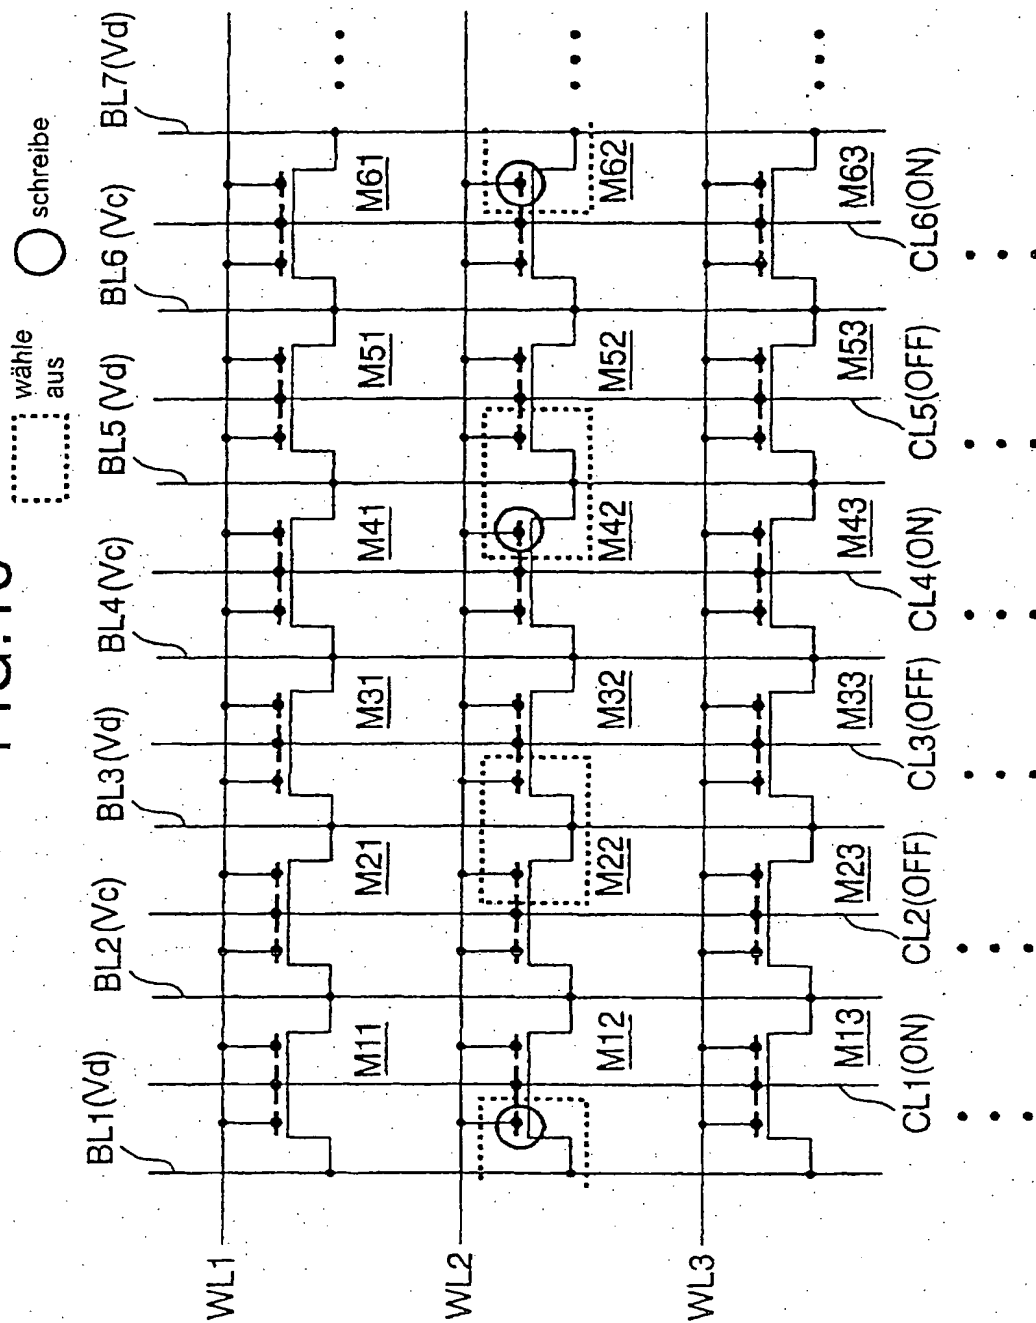 wähle
aus
schreibe
BL1(Vd) BL2(Vc) BL3(Vd) BL4(Vc) BL5(Vd) BL6(Vc) BL7(Vd)
WL1
M11 M21 M31 M41 M51 M61
WL2
M12 M22 M32 M42 M52 M62
WL3
M13 M23 M33 M43 M53 M63
CL1(ON) CL2(OFF) CL3(OFF) CL4(ON) CL5(OFF) CL6(ON)